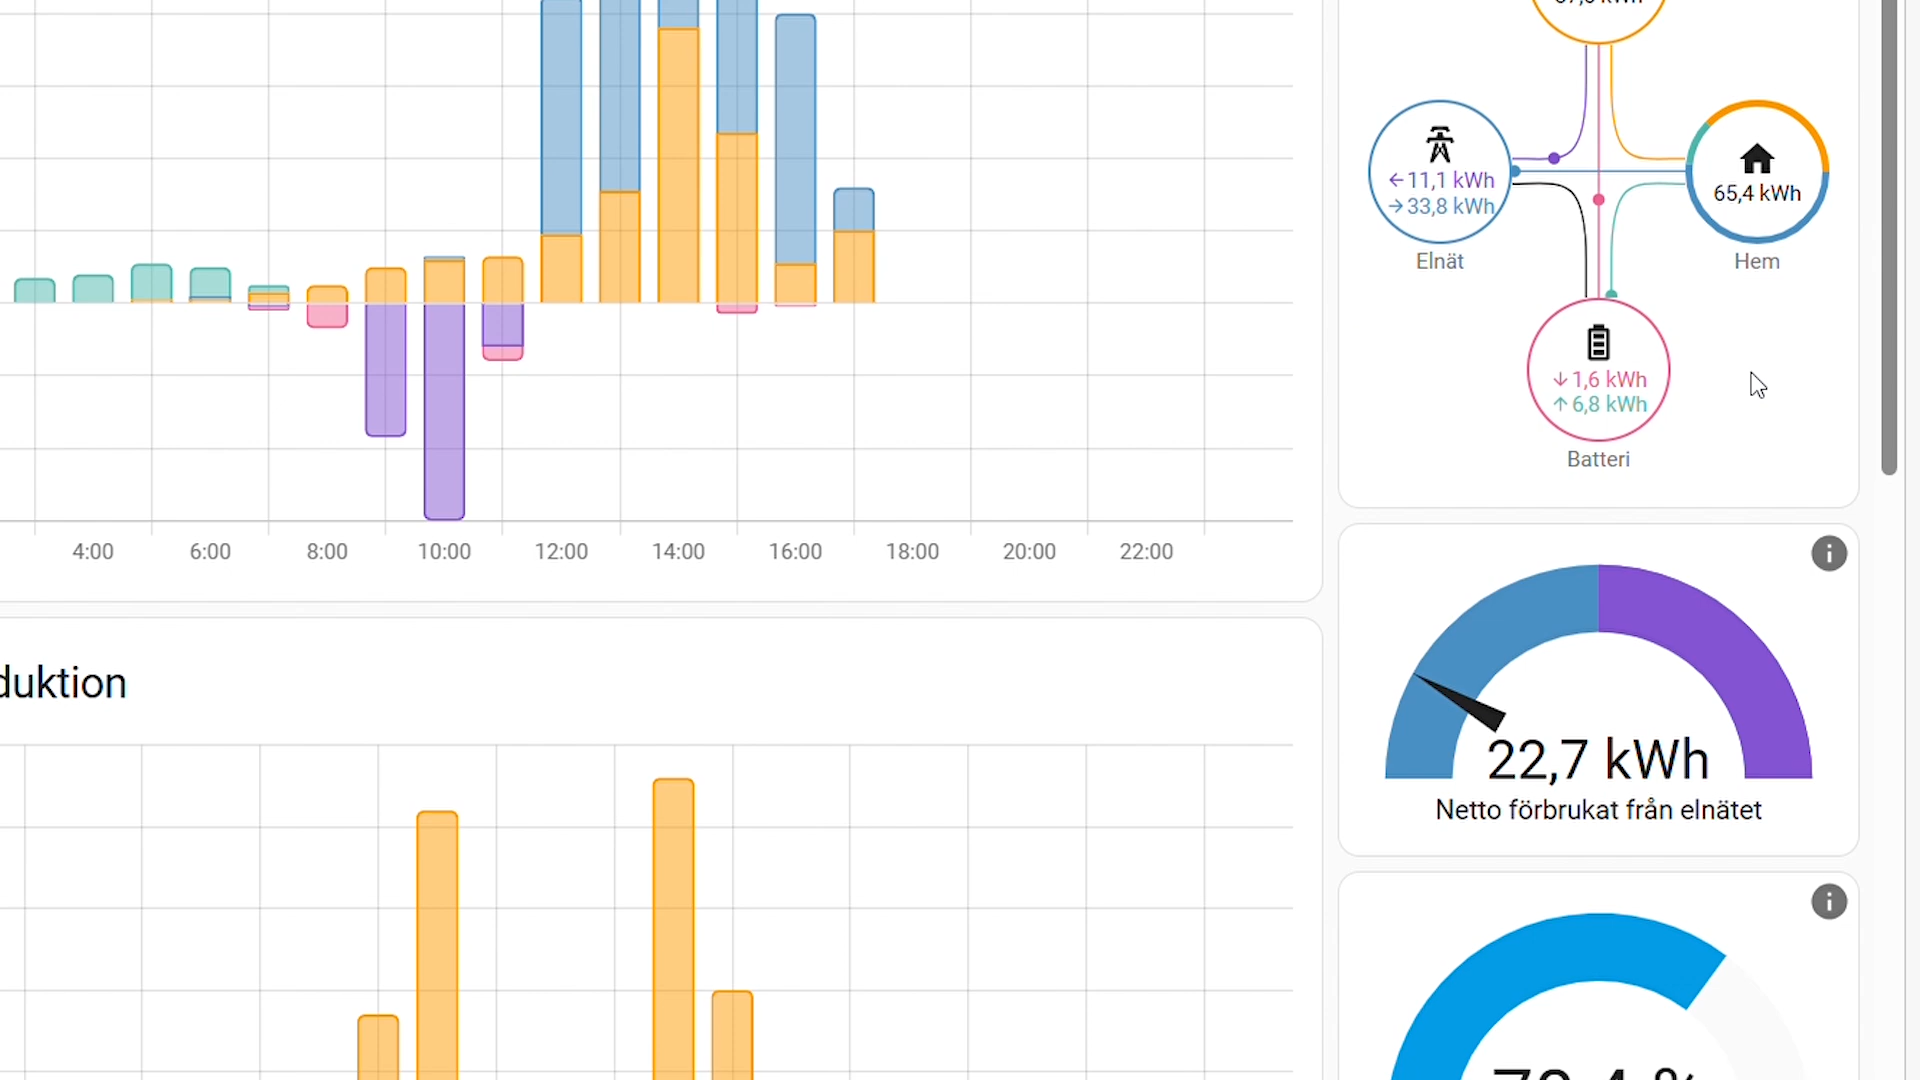 ←11,1 kWh
→33,8 kWh
Elnät
65,4 kWh
Hem
↓1,6 kWh
↑6,8 kWh
Batteri
4:00 6:00 8:00 10:00 12:00 14:00 16:00 18:00 20:00 22:00
22,7 kWh
Netto förbrukat från elnätet
duktion